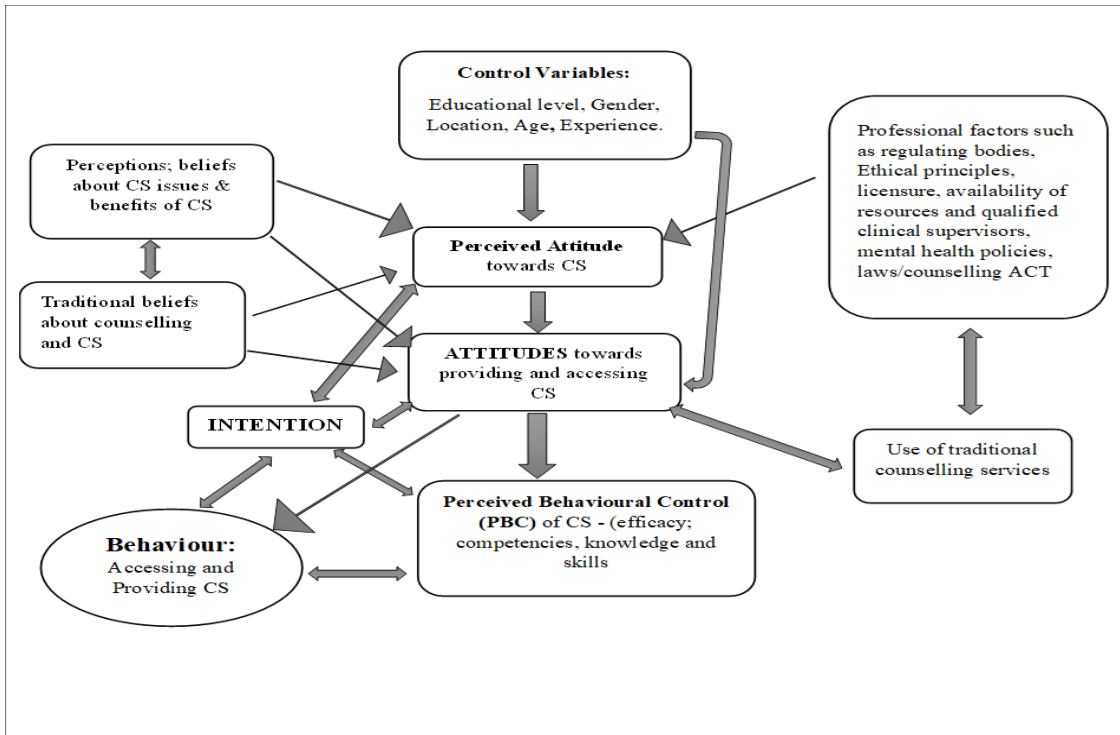 Control Variables:
Educational level, Gender,
Location, Age, Experience.
Perceptions; beliefs
about CS issues &
benefits of CS
Professional factors such
as regulating bodies,
Ethical principles,
licensure, availability of
resources and qualified
clinical supervisors,
mental health policies,
laws/counselling ACT
Perceived Attitude
towards CS
Traditional beliefs
about counselling
and CS
ATTITUDES towards
providing and accessing
CS
INTENTION
Use of traditional
counselling services
Perceived Behavioural Control
(PBC) of CS - (efficacy;
competencies, knowledge and
skills
Behaviour:
Accessing and
Providing CS